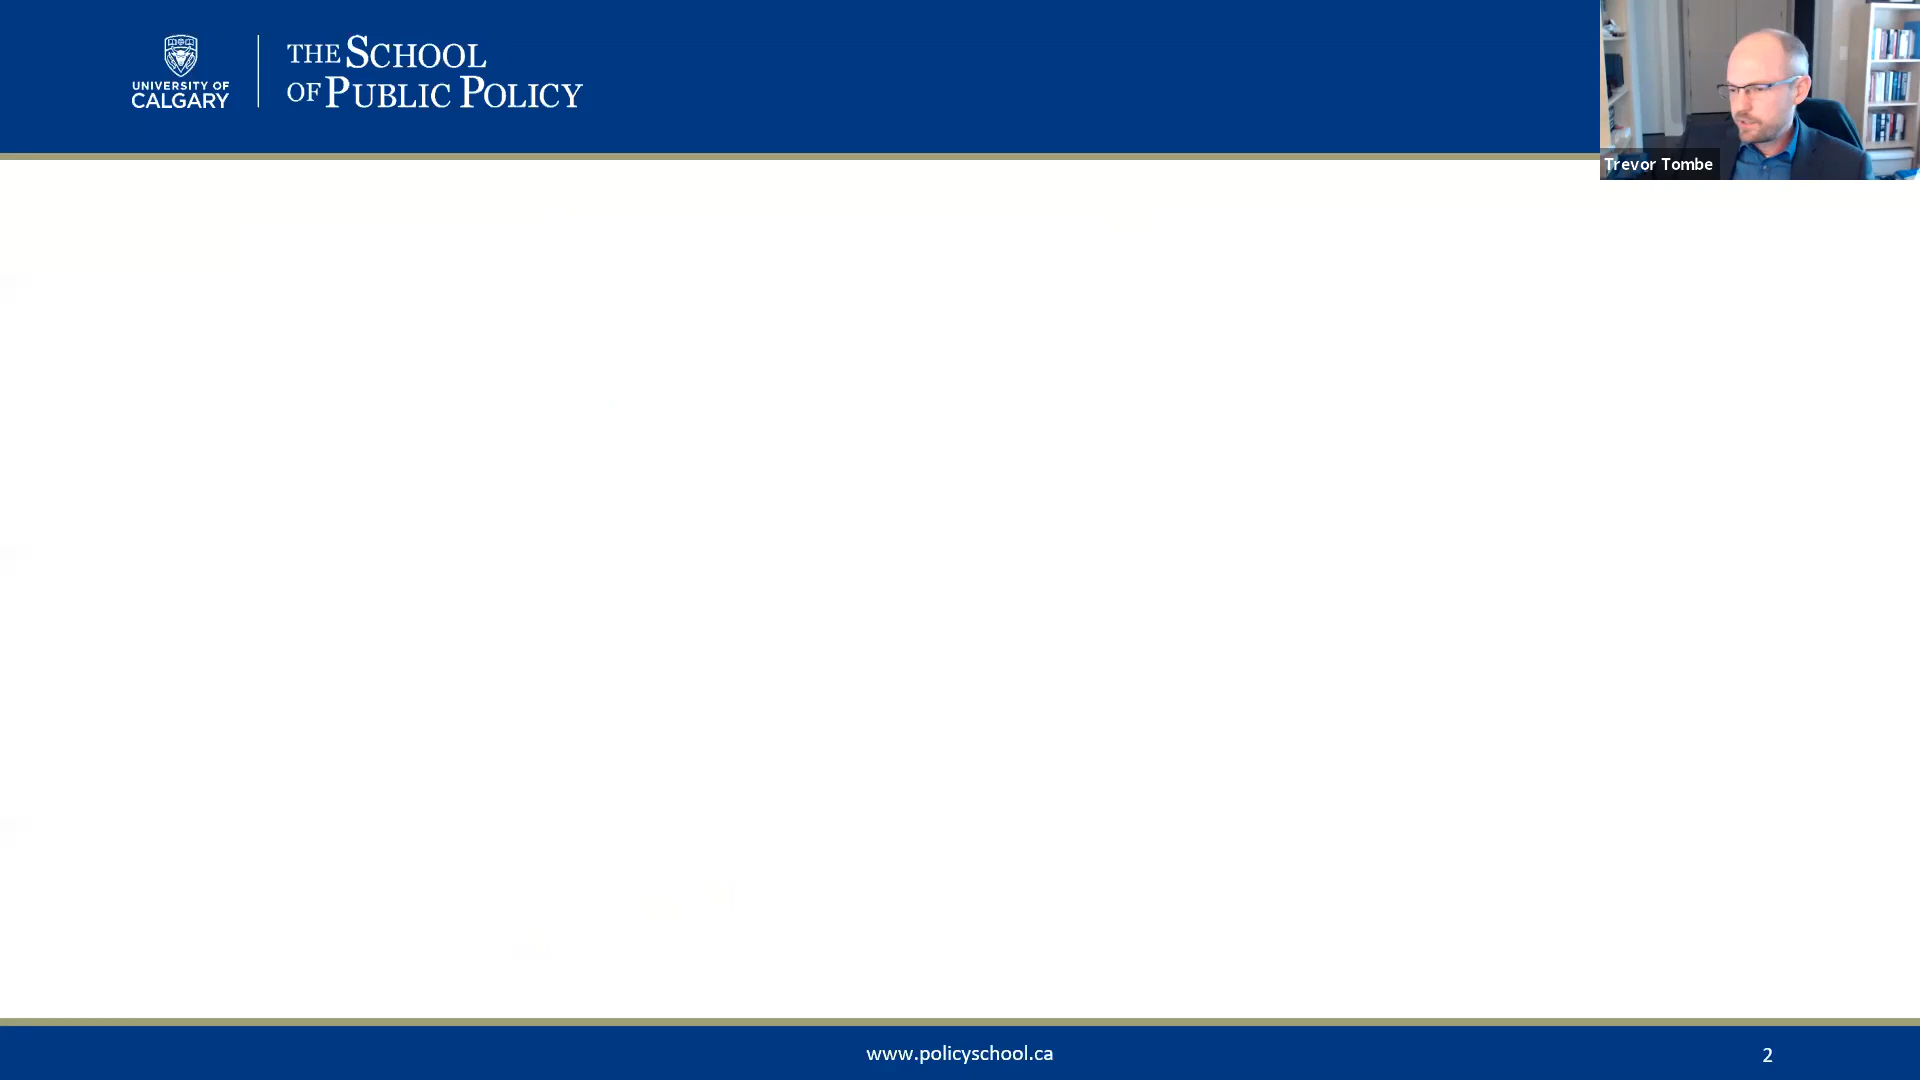 UNIVERSITY OF
CALGARY
THE SCHOOL
OF PUBLIC POLICY
Trevor Tombe
www.policyschool.ca
2